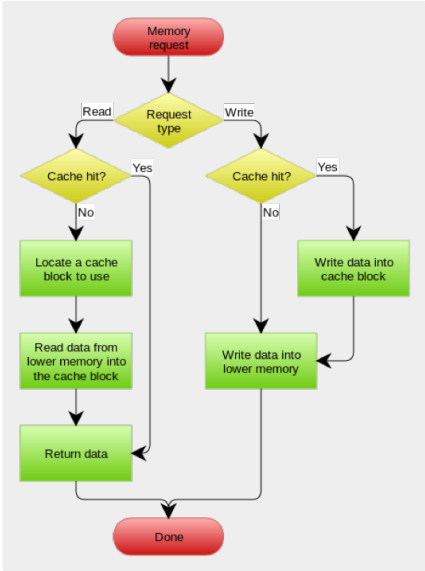 Memory
request
Read
Request
type
Write
Cache hit?
Yes
Cache hit?
Yes
No
No
Locate a cache
block to use
Write data into
cache block
Read data from
lower memory into
the cache block
Write data into
lower memory
Return data
Done